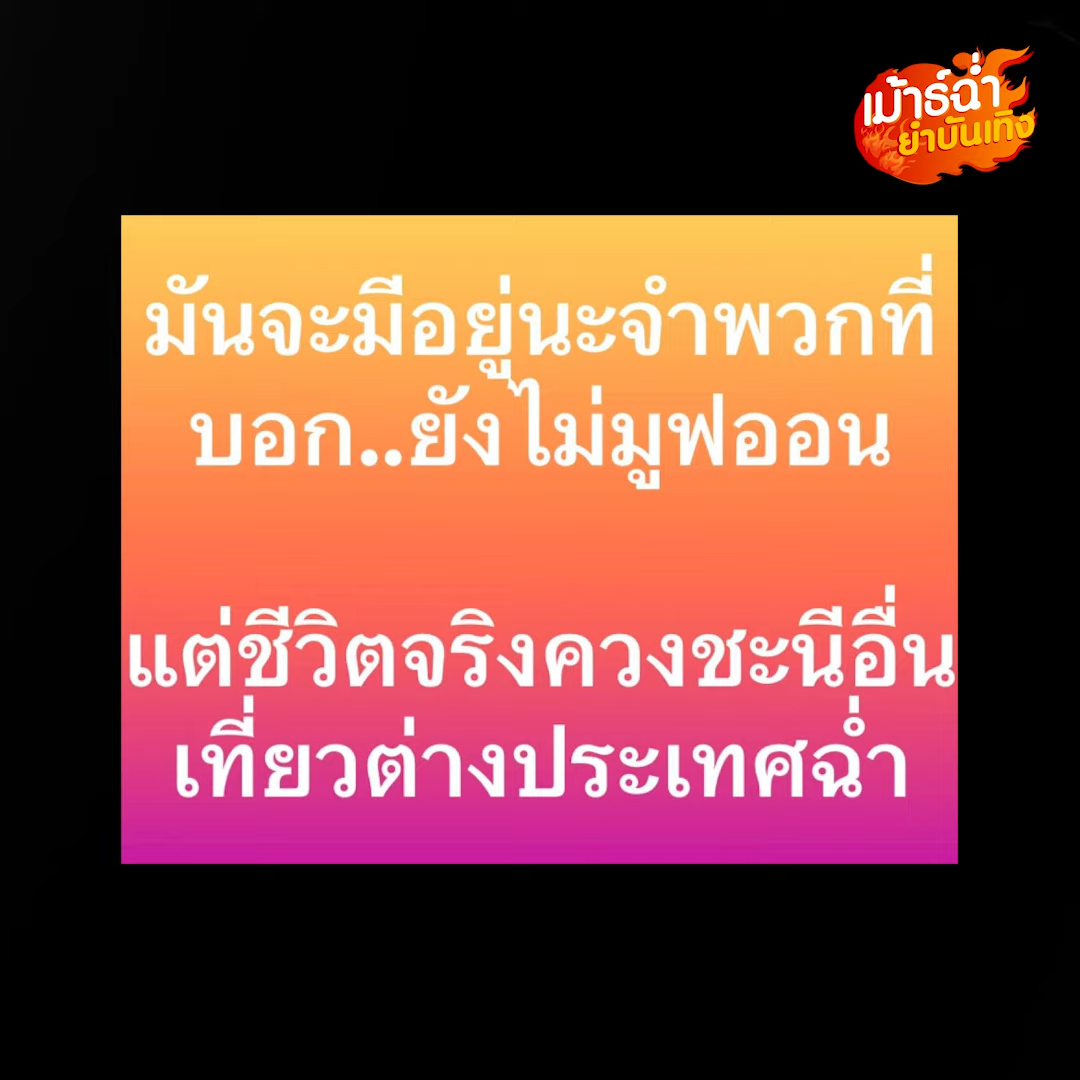 เม้าธ์ฉ่ำ
ยำบันเทิง
มันจะมีอยู่นะจำพวกที่
บอก..ยังไม่มูฟออน
แต่ชีวิตจริงควงชะนีอื่น
เที่ยวต่างประเทศฉ่ำ